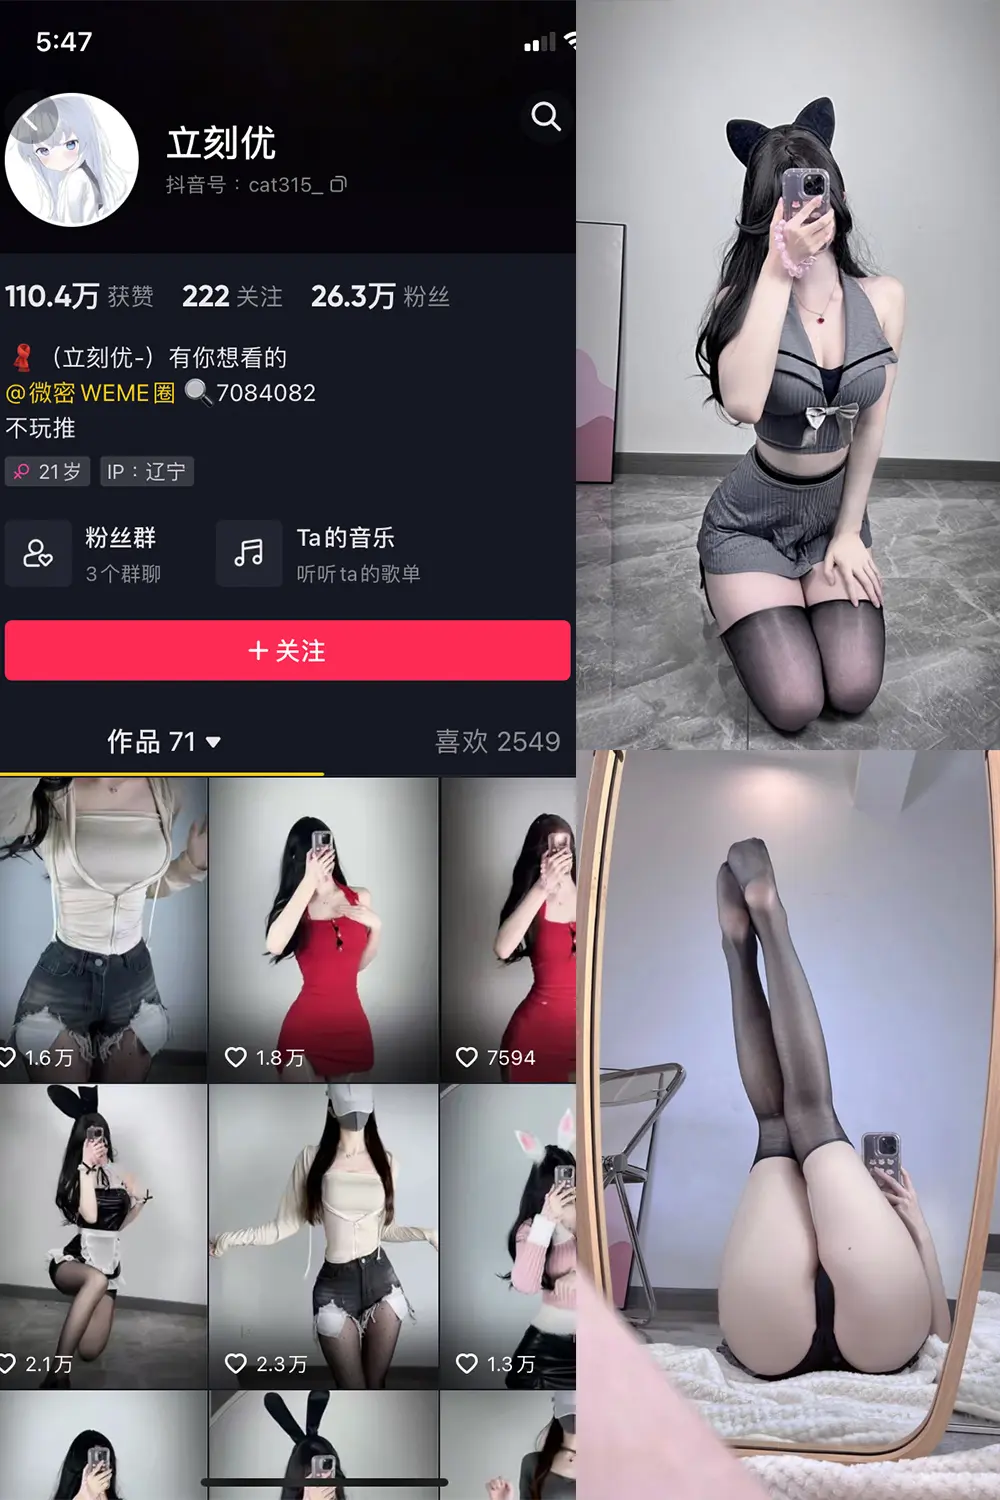 5:47
立刻优
抖音号：cat315_
110.4万 获赞 222 关注 26.3万 粉丝
（立刻优-）有你想看的
@微密 WEME 圈 7084082
不玩推
21岁 IP：辽宁
粉丝群
3个群聊
Ta的音乐
听听ta的歌单
+ 关注
作品 71 喜欢 2549
1.6万 1.8万 7594
2.1万 2.3万 1.3万